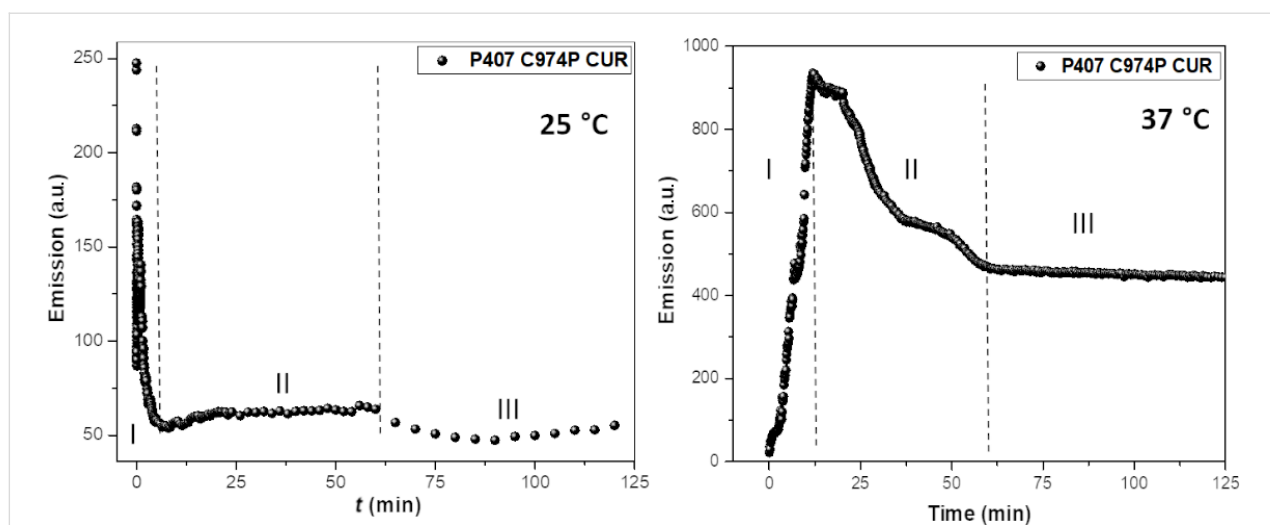 P407 C974P CUR
25 °C
250
200
150
100
50
Emission (a.u.)
I
II
III
0
25
50
75
100
125
t (min)
P407 C974P CUR
37 °C
1000
800
600
400
200
0
Emission (a.u.)
I
II
III
0
25
50
75
100
125
Time (min)